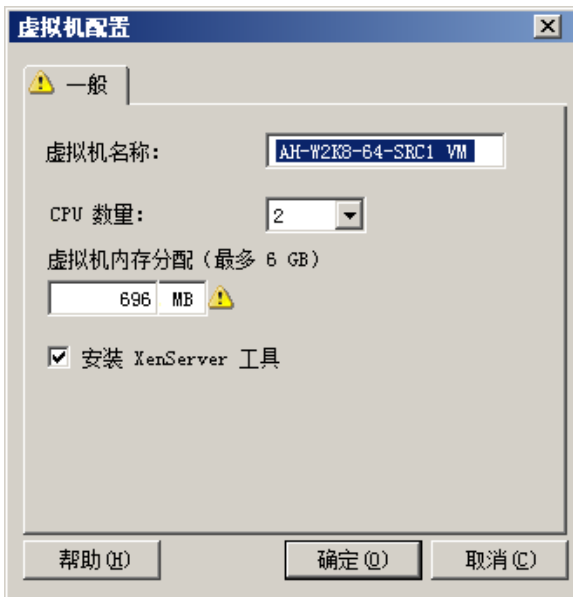 虚拟机配置
一般
虚拟机名称: AH-W2K8-64-SRC1 VM
CPU 数量: 2
虚拟机内存分配（最多 6 GB）
696 MB
安装 XenServer 工具
帮助(H) 确定(O) 取消(C)